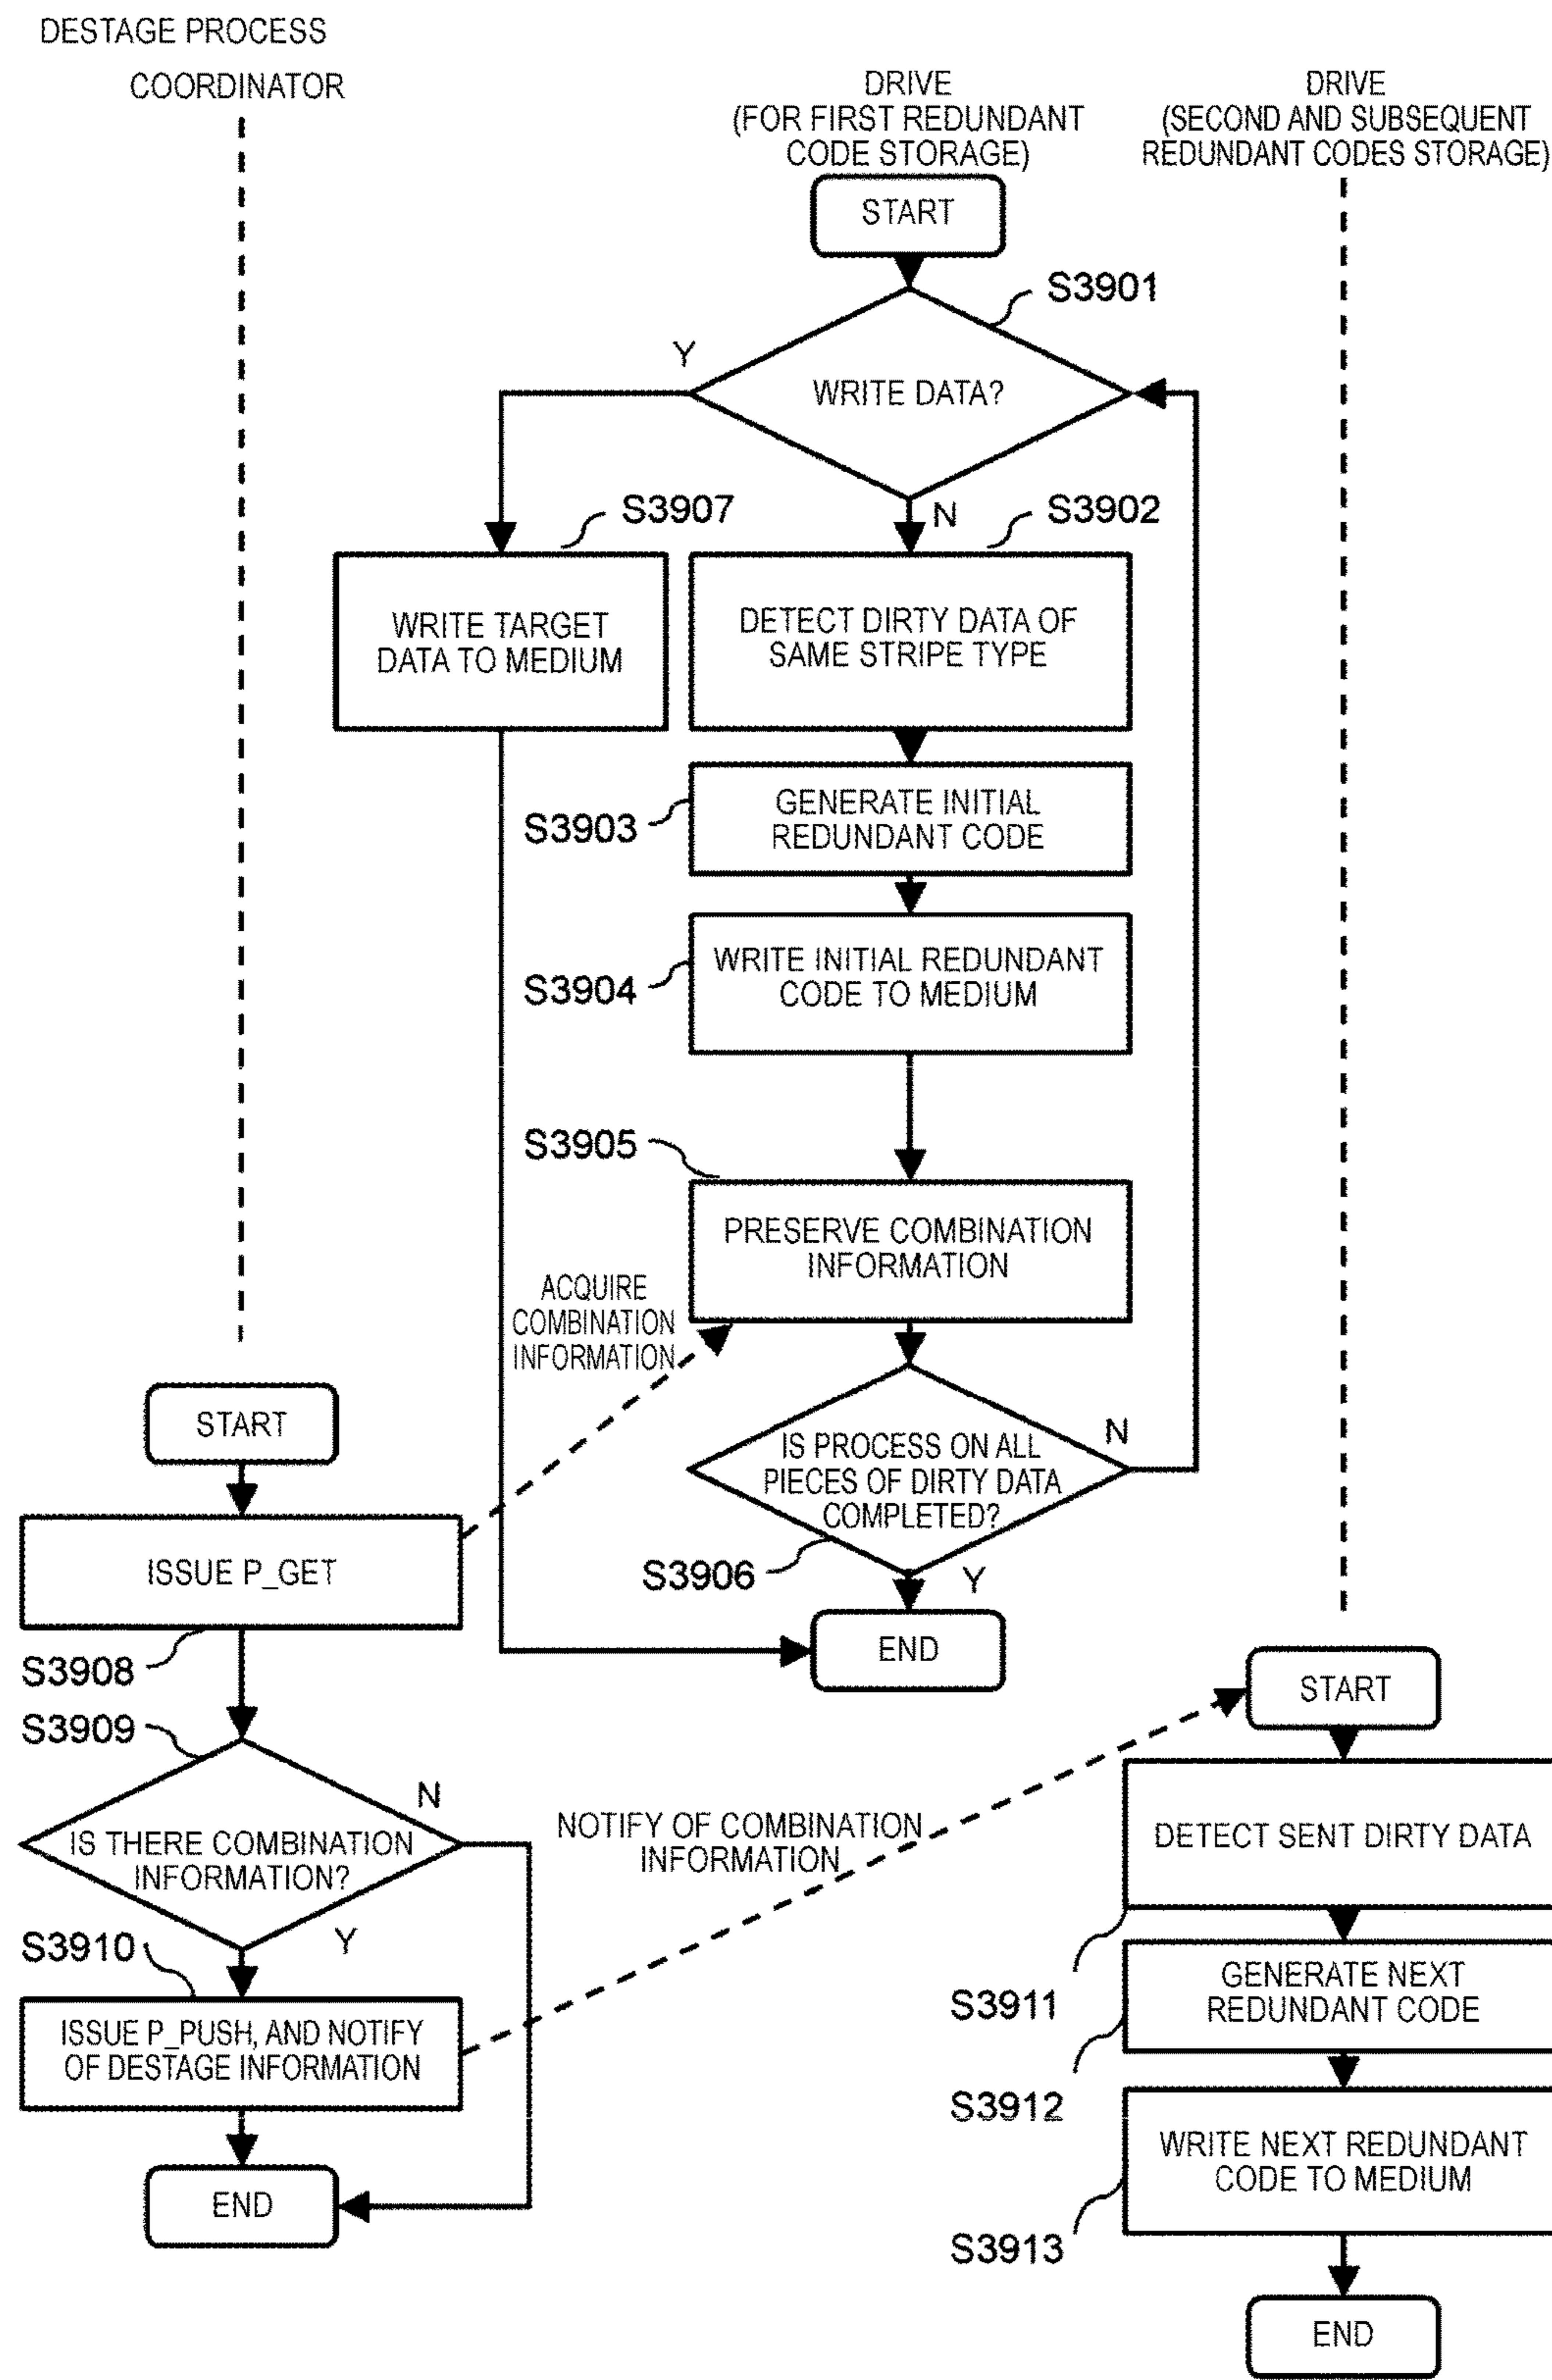 DESTAGE PROCESS
COORDINATOR
DRIVE
(FOR FIRST REDUNDANT
CODE STORAGE)
DRIVE
(SECOND AND SUBSEQUENT
REDUNDANT CODES STORAGE)
START
S3901
WRITE DATA?
Y
N
S3907
WRITE TARGET
DATA TO MEDIUM
S3902
DETECT DIRTY DATA OF
SAME STRIPE TYPE
S3903
GENERATE INITIAL
REDUNDANT CODE
S3904
WRITE INITIAL REDUNDANT
CODE TO MEDIUM
S3905
PRESERVE COMBINATION
INFORMATION
ACQUIRE
COMBINATION
INFORMATION
IS PROCESS ON ALL
PIECES OF DIRTY DATA
COMPLETED?
N
S3906
Y
END
START
ISSUE P_GET
S3908
S3909
IS THERE COMBINATION
INFORMATION?
N
Y
S3910
ISSUE P_PUSH, AND NOTIFY
OF DESTAGE INFORMATION
END
NOTIFY OF COMBINATION
INFORMATION
START
DETECT SENT DIRTY DATA
S3911
GENERATE NEXT
REDUNDANT CODE
S3912
WRITE NEXT REDUNDANT
CODE TO MEDIUM
S3913
END